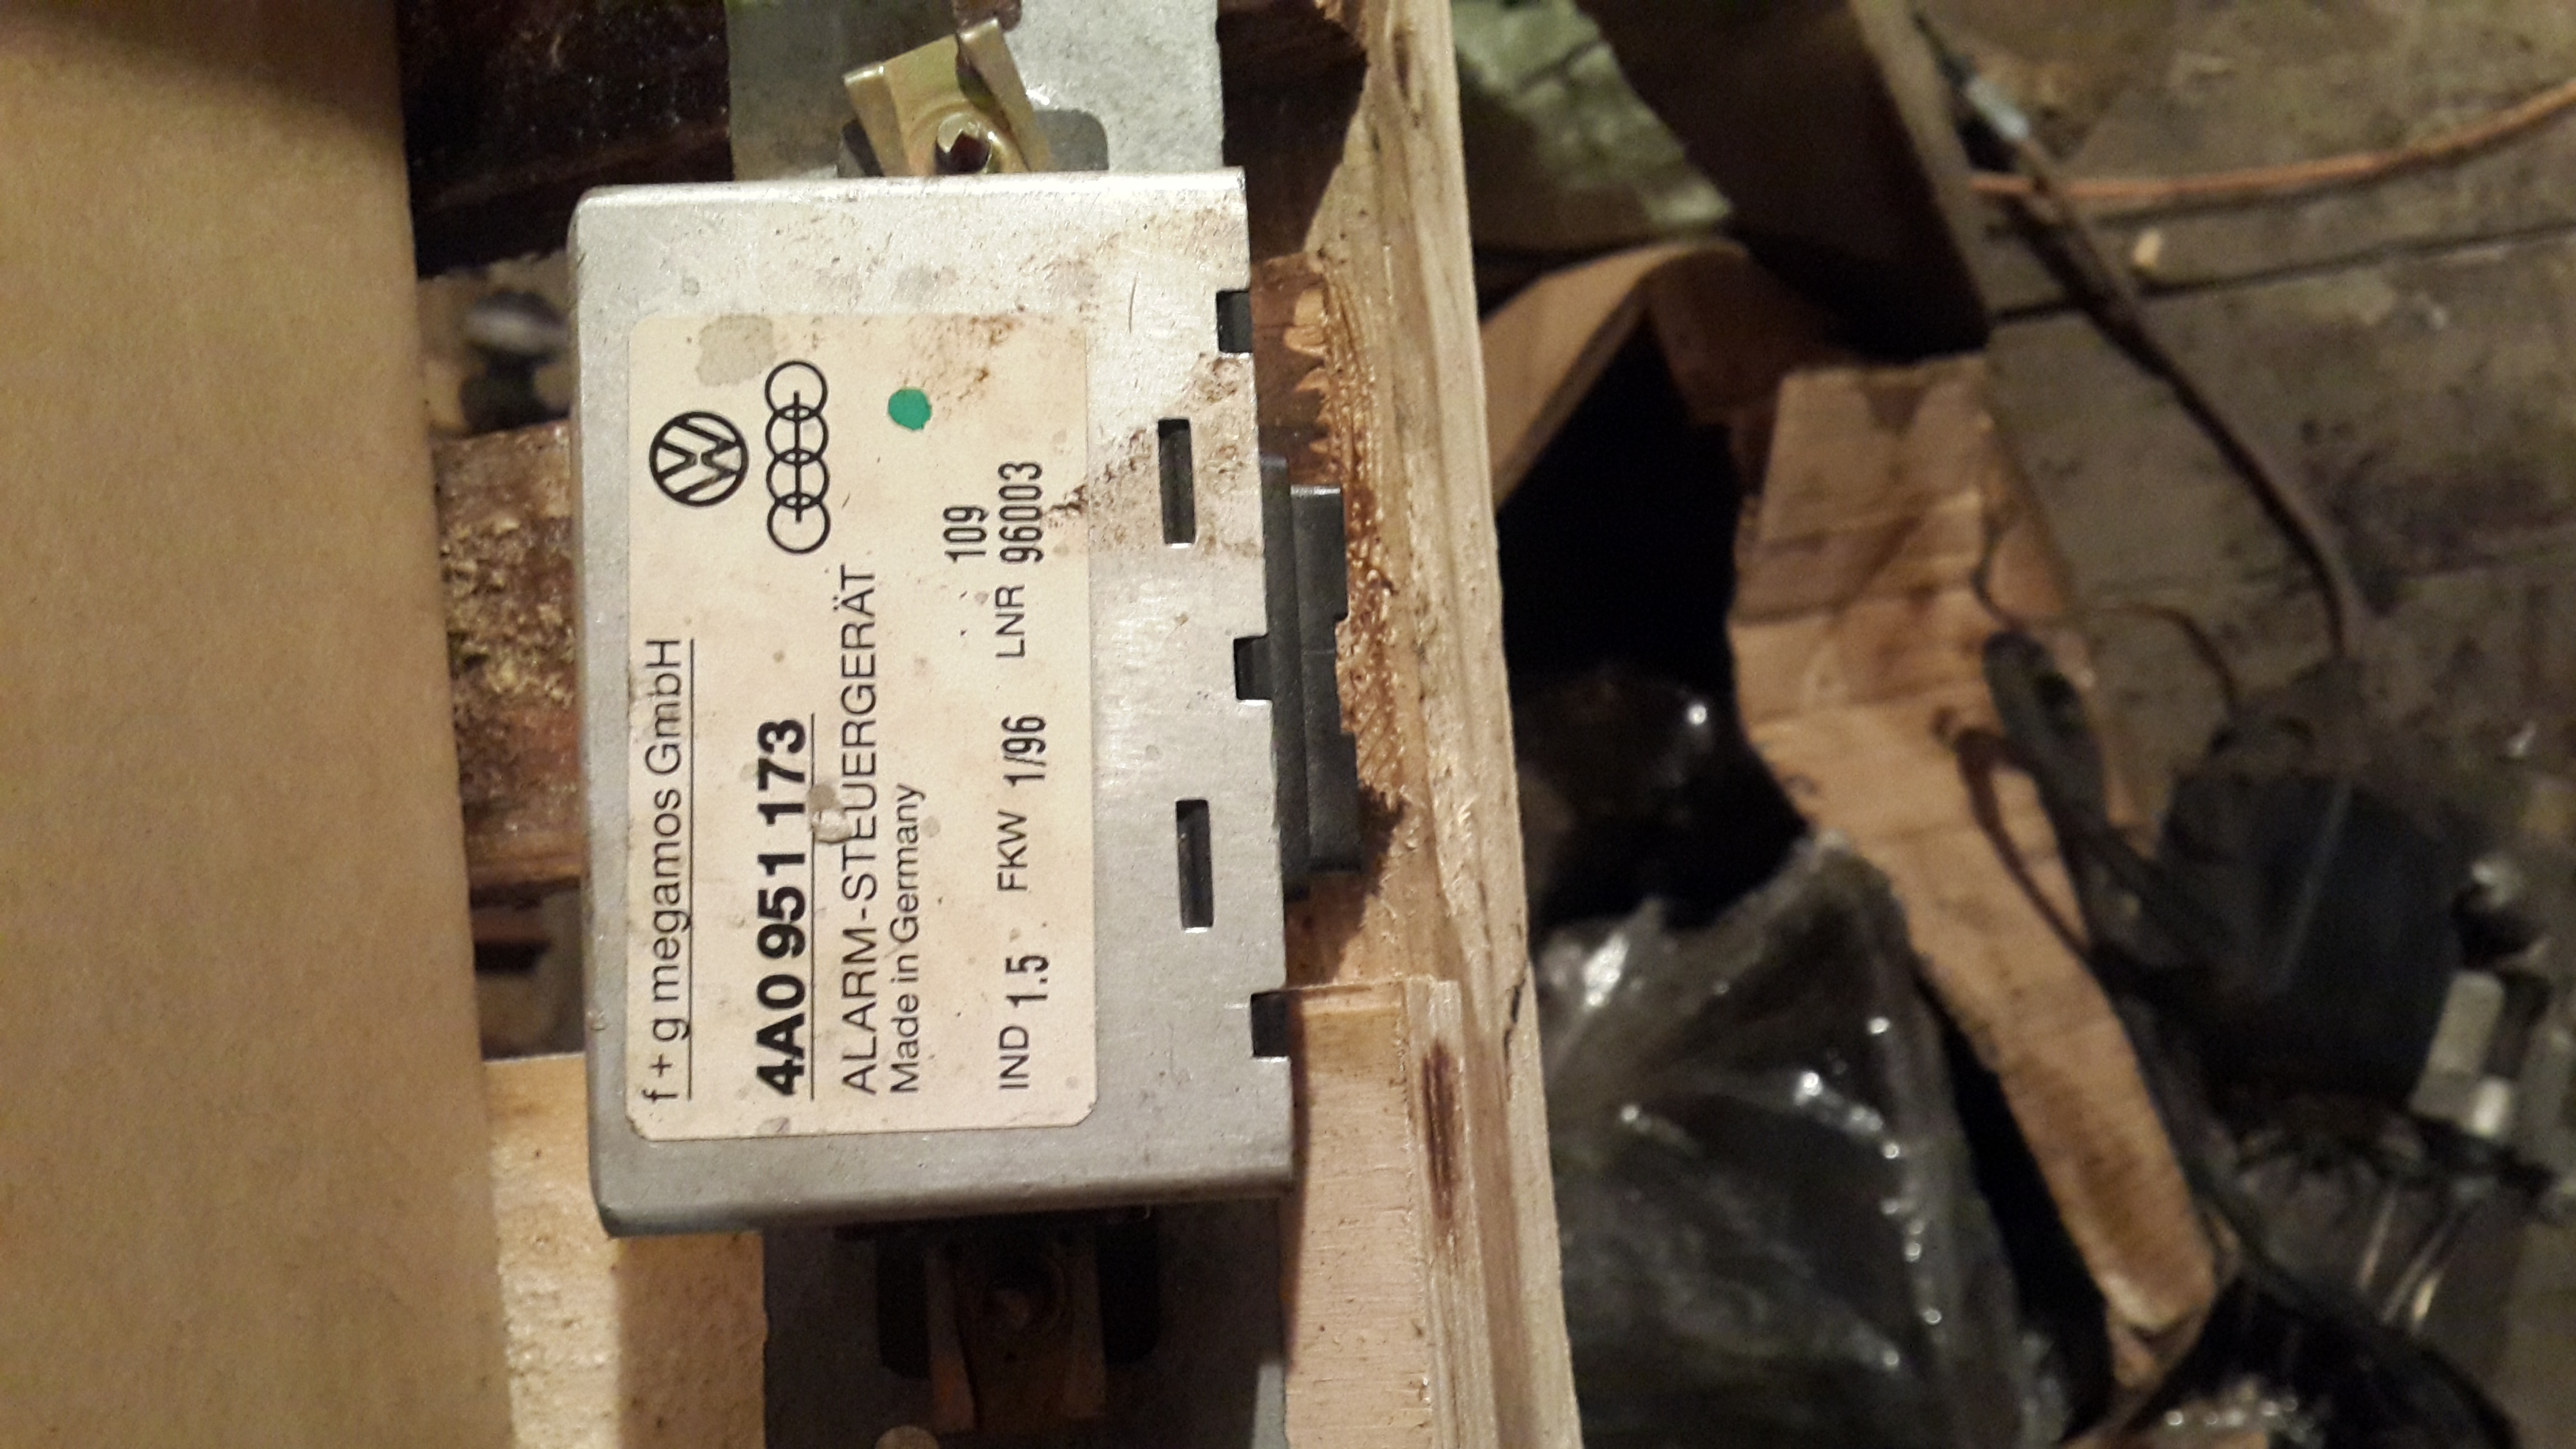 f + g megamos GmbH
VW
4A0 951 173
ALARM-STEUERGERÄT
Made in Germany
109
IND 1.5 FKW 1/96 LNR 96003